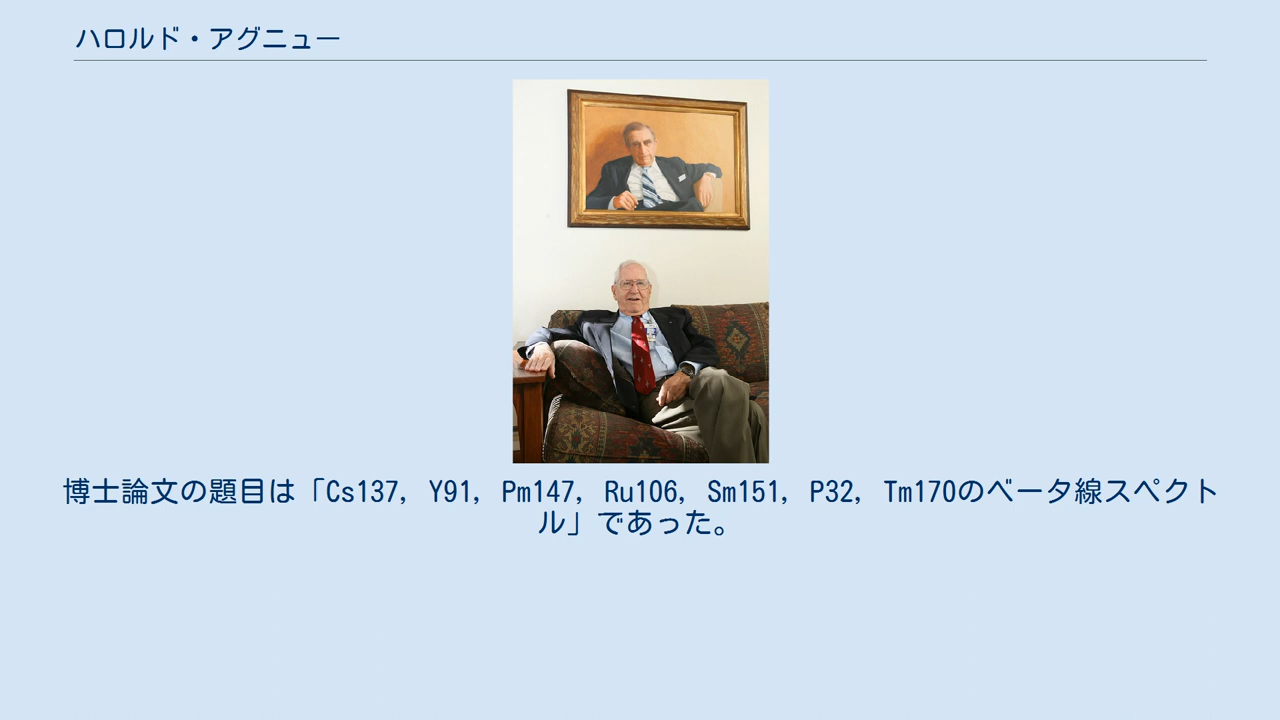 ハロルド・アグニュー
博士論文の題目は「Cs137, Y91, Pm147, Ru106, Sm151, P32, Tm170のベータ線スペクト
ル」であった。